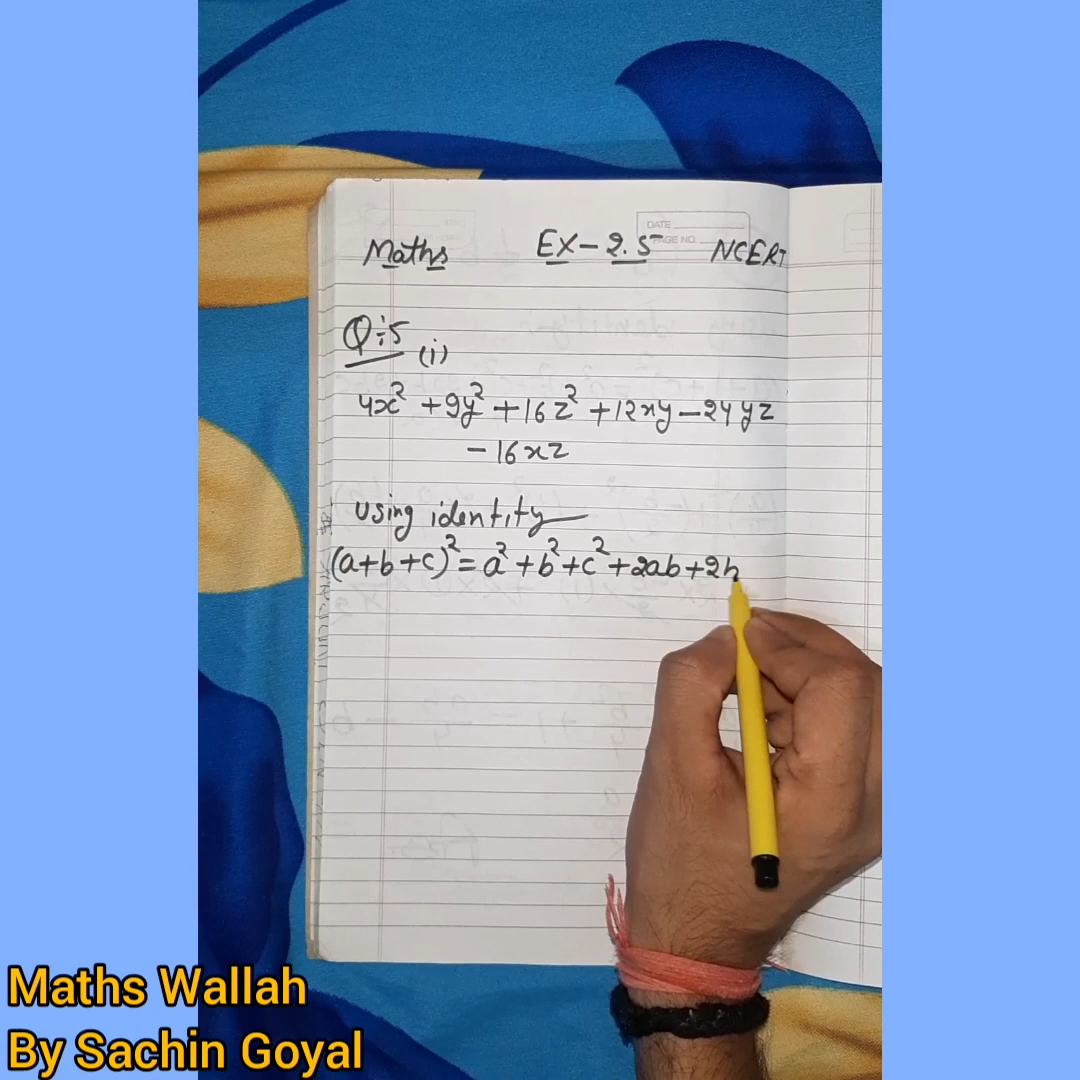 DATE
PAGE NO.
Maths EX-2.5 NCERT
Q:5 (i)
4x² + 9y² + 16z² + 12xy - 24yz
- 16xz
using identity
(a+b+c)² = a² + b² + c² + 2ab + 2b
Maths Wallah
By Sachin Goyal